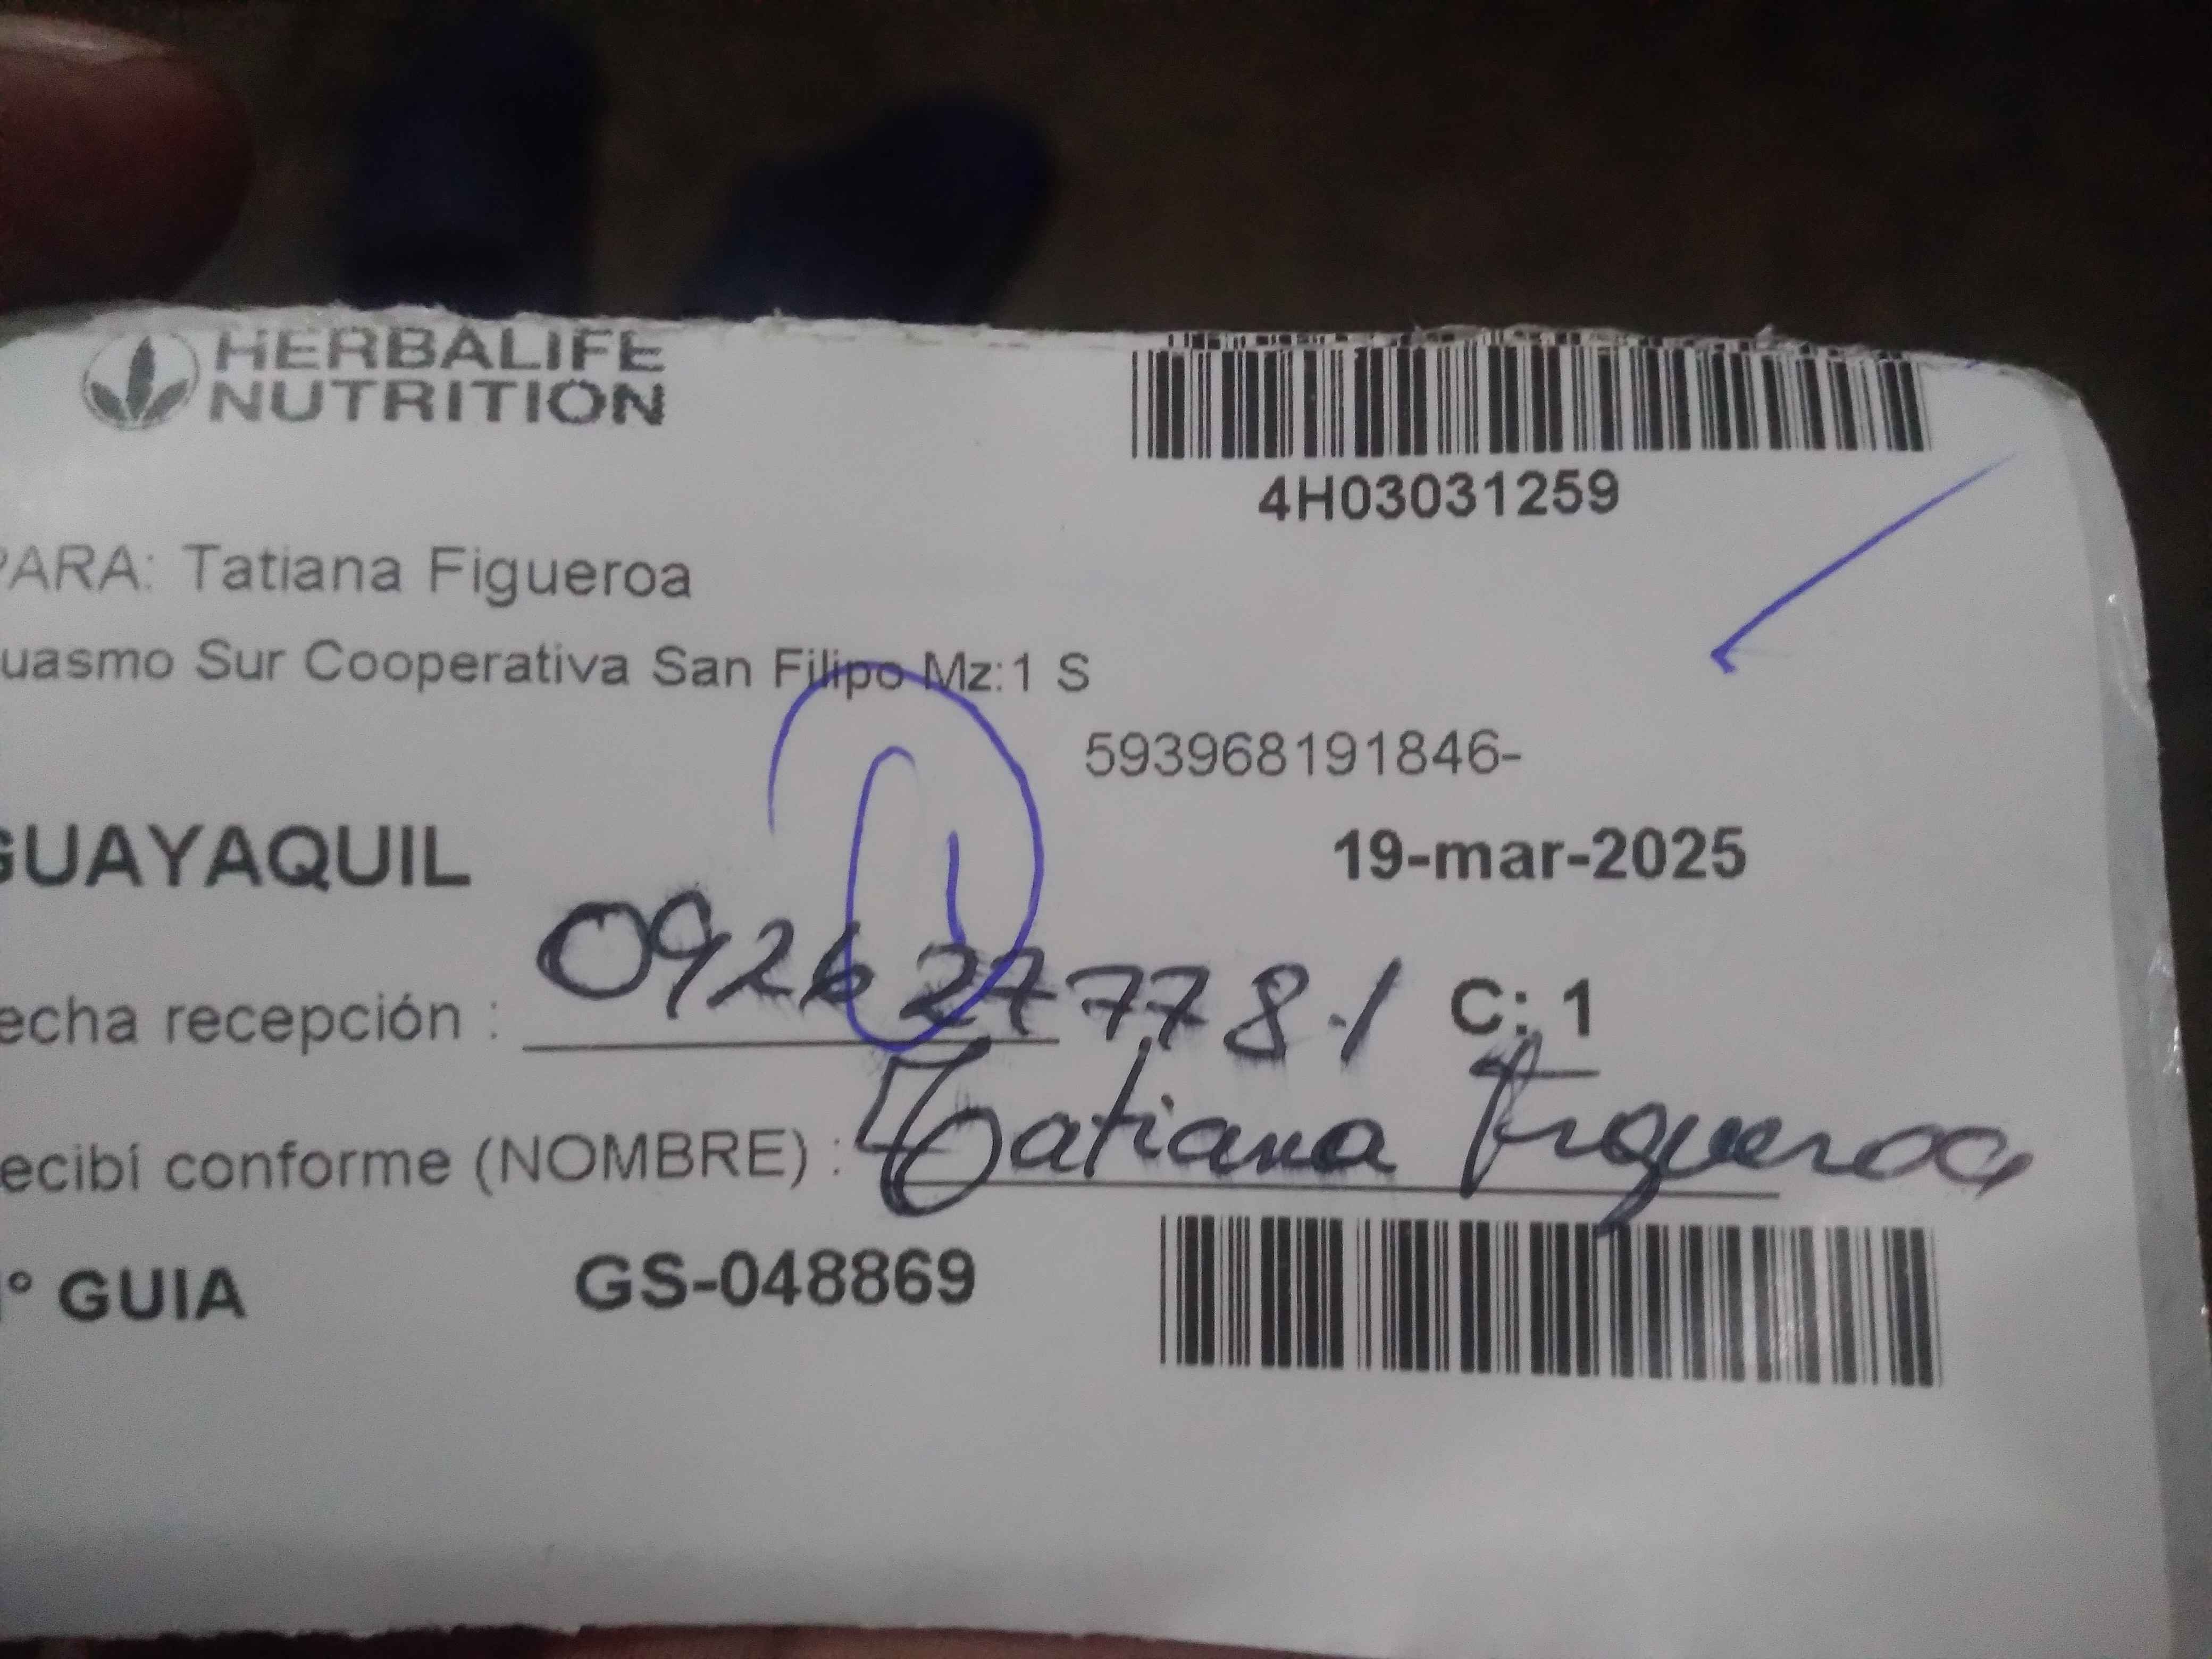 HERBALIFE
NUTRITION
4H03031259
PARA: Tatiana Figueroa
uasmo Sur Cooperativa San Filipo Mz:1 S
593968191846-
GUAYAQUIL
19-mar-2025
echa recepción : 0926277781 C: 1
ecibí conforme (NOMBRE) : Tatiana Figueroa
° GUIA GS-048869